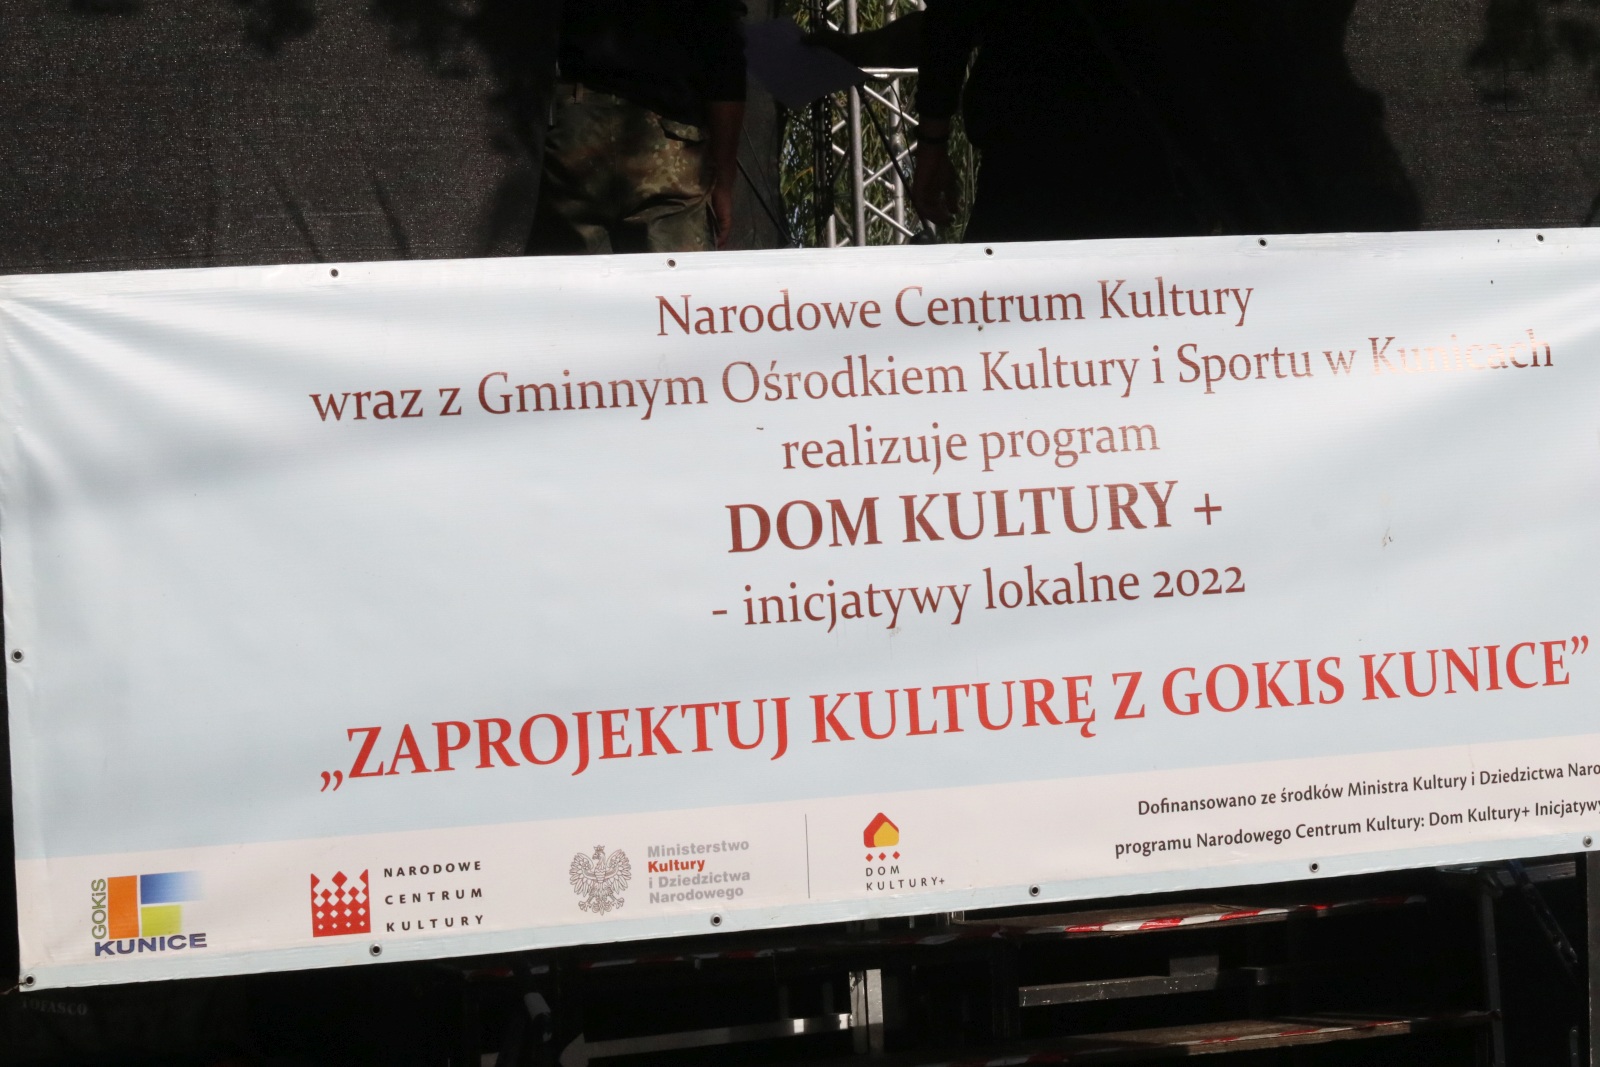 Narodowe Centrum Kultury
wraz z Gminnym Ośrodkiem Kultury i Sportu w Kunicach
realizuje program
DOM KULTURY +
- inicjatywy lokalne 2022
„ZAPROJEKTUJ KULTURĘ Z GOKIS KUNICE”
Dofinansowano ze środków Ministra Kultury i Dziedzictwa Naro
programu Narodowego Centrum Kultury: Dom Kultury+ Inicjatywy
GOKiS
KUNICE
NARODOWE
CENTRUM
KULTURY
Ministerstwo
Kultury
i Dziedzictwa
Narodowego
DOM
KULTURY+